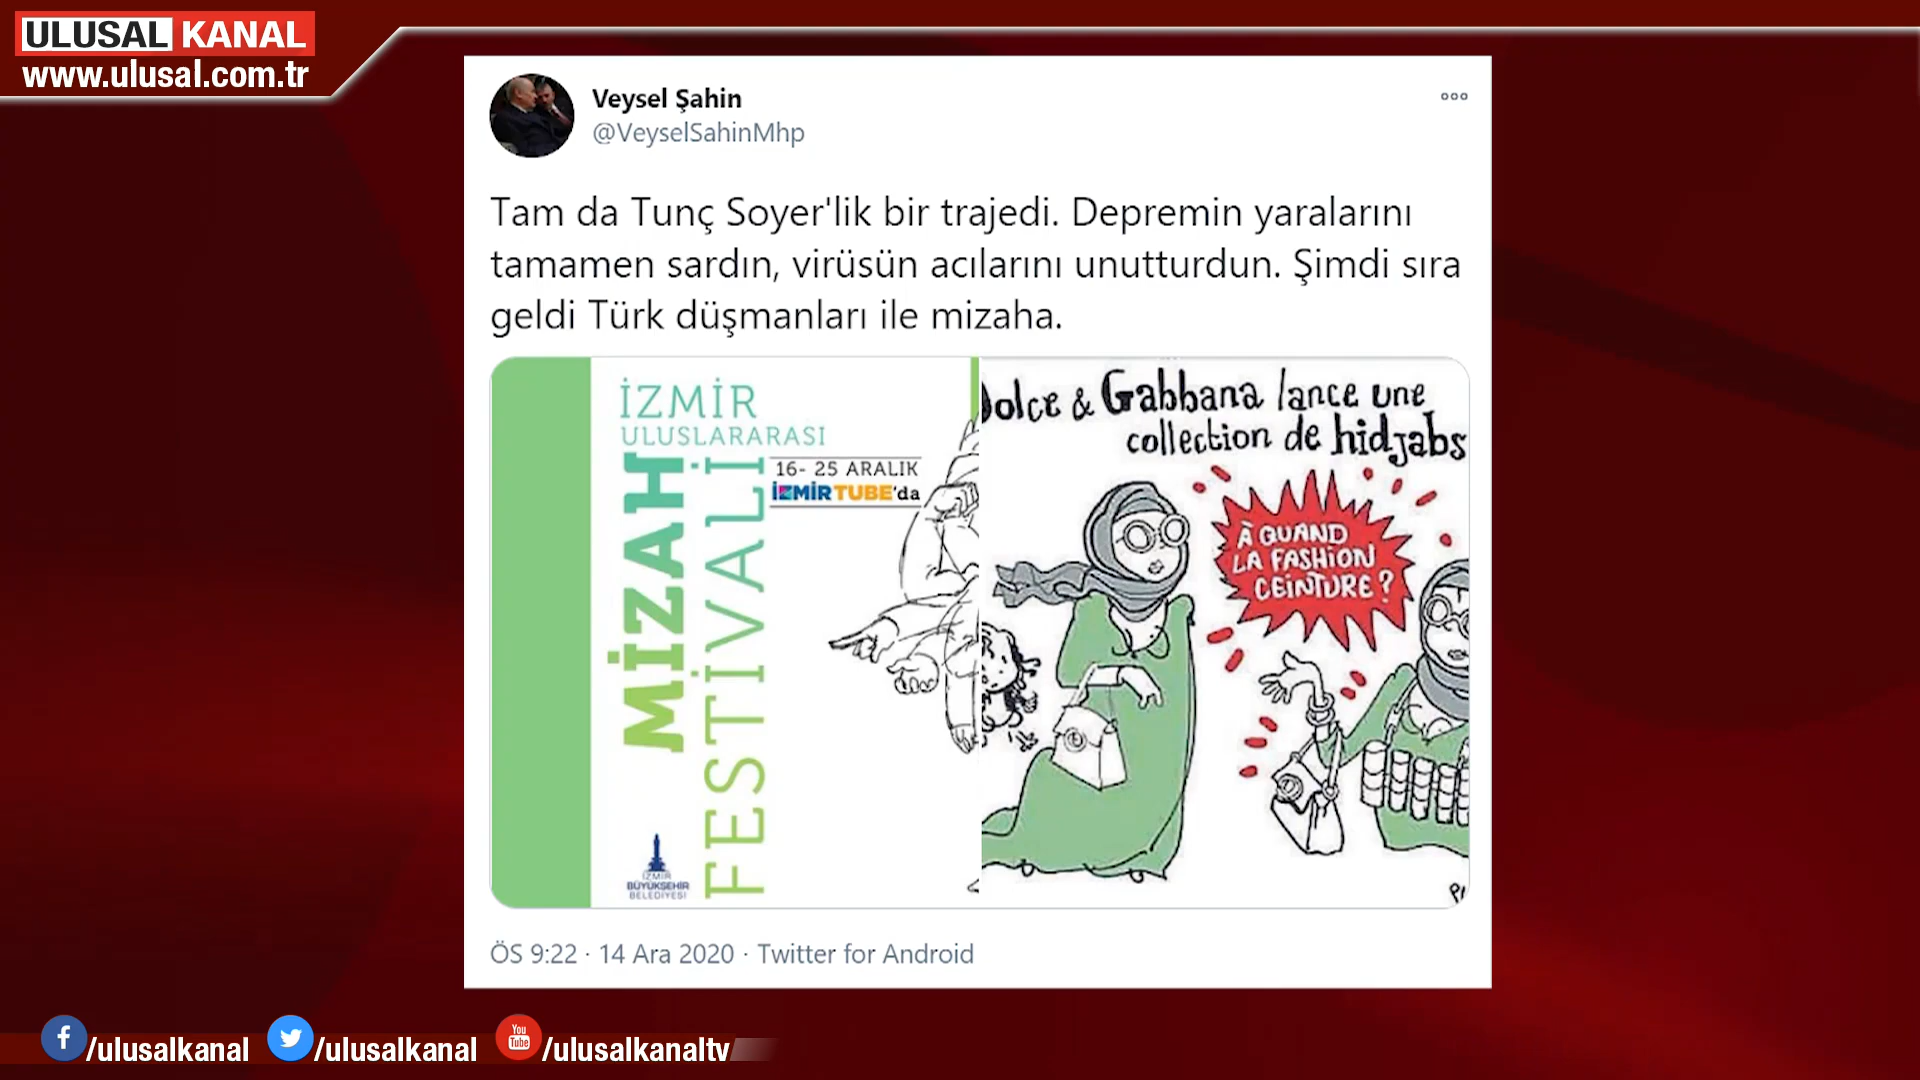 ULUSAL KANAL
www.ulusal.com.tr
Veysel Şahin
@VeyselSahinMhp
Tam da Tunç Soyer'lik bir trajedi. Depremin yaralarını
tamamen sardın, virüsün acılarını unutturdun. Şimdi sıra
geldi Türk düşmanları ile mizaha.
İZMİR
ULUSLARARASI
MİZAH
FESTİVALİ
16- 25 ARALIK
İZMİRTUBE'da
İZMİR
BÜYÜKŞEHİR
BELEDİYESİ
Dolce & Gabbana lance une
collection de hidjabs
À QUAND
LA FASHION
CEINTURE ?
ÖS 9:22 · 14 Ara 2020 · Twitter for Android
/ulusalkanal
/ulusalkanal
You
Tube
/ulusalkanaltv